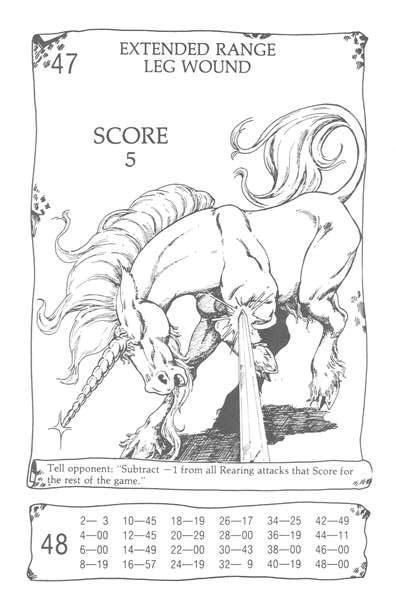 47
EXTENDED RANGE
LEG WOUND
SCORE
5
Tell opponent: "Subtract −1 from all Rearing attacks that Score for
the rest of the game."
48
2— 3 10—45 18—19 26—17 34—25 42—49
4—00 12—45 20—29 28—00 36—19 44—11
6—00 14—49 22—00 30—43 38—00 46—00
8—19 16—57 24—19 32—19 40—19 48—00